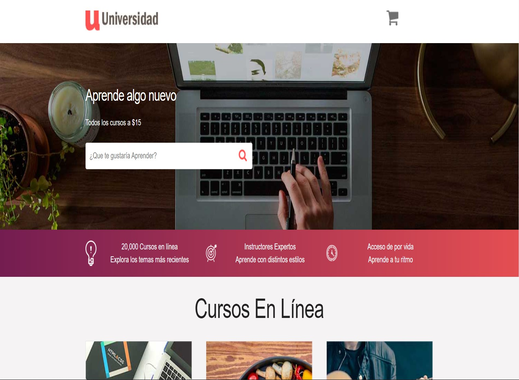 Universidad
Aprende algo nuevo
Todos los cursos a $15
¿Que te gustaría Aprender?
20,000 Cursos en línea
Explora los temas más recientes
Instructores Expertos
Aprende con distintos estilos
Acceso de por vida
Aprende a tu ritmo
Cursos En Línea